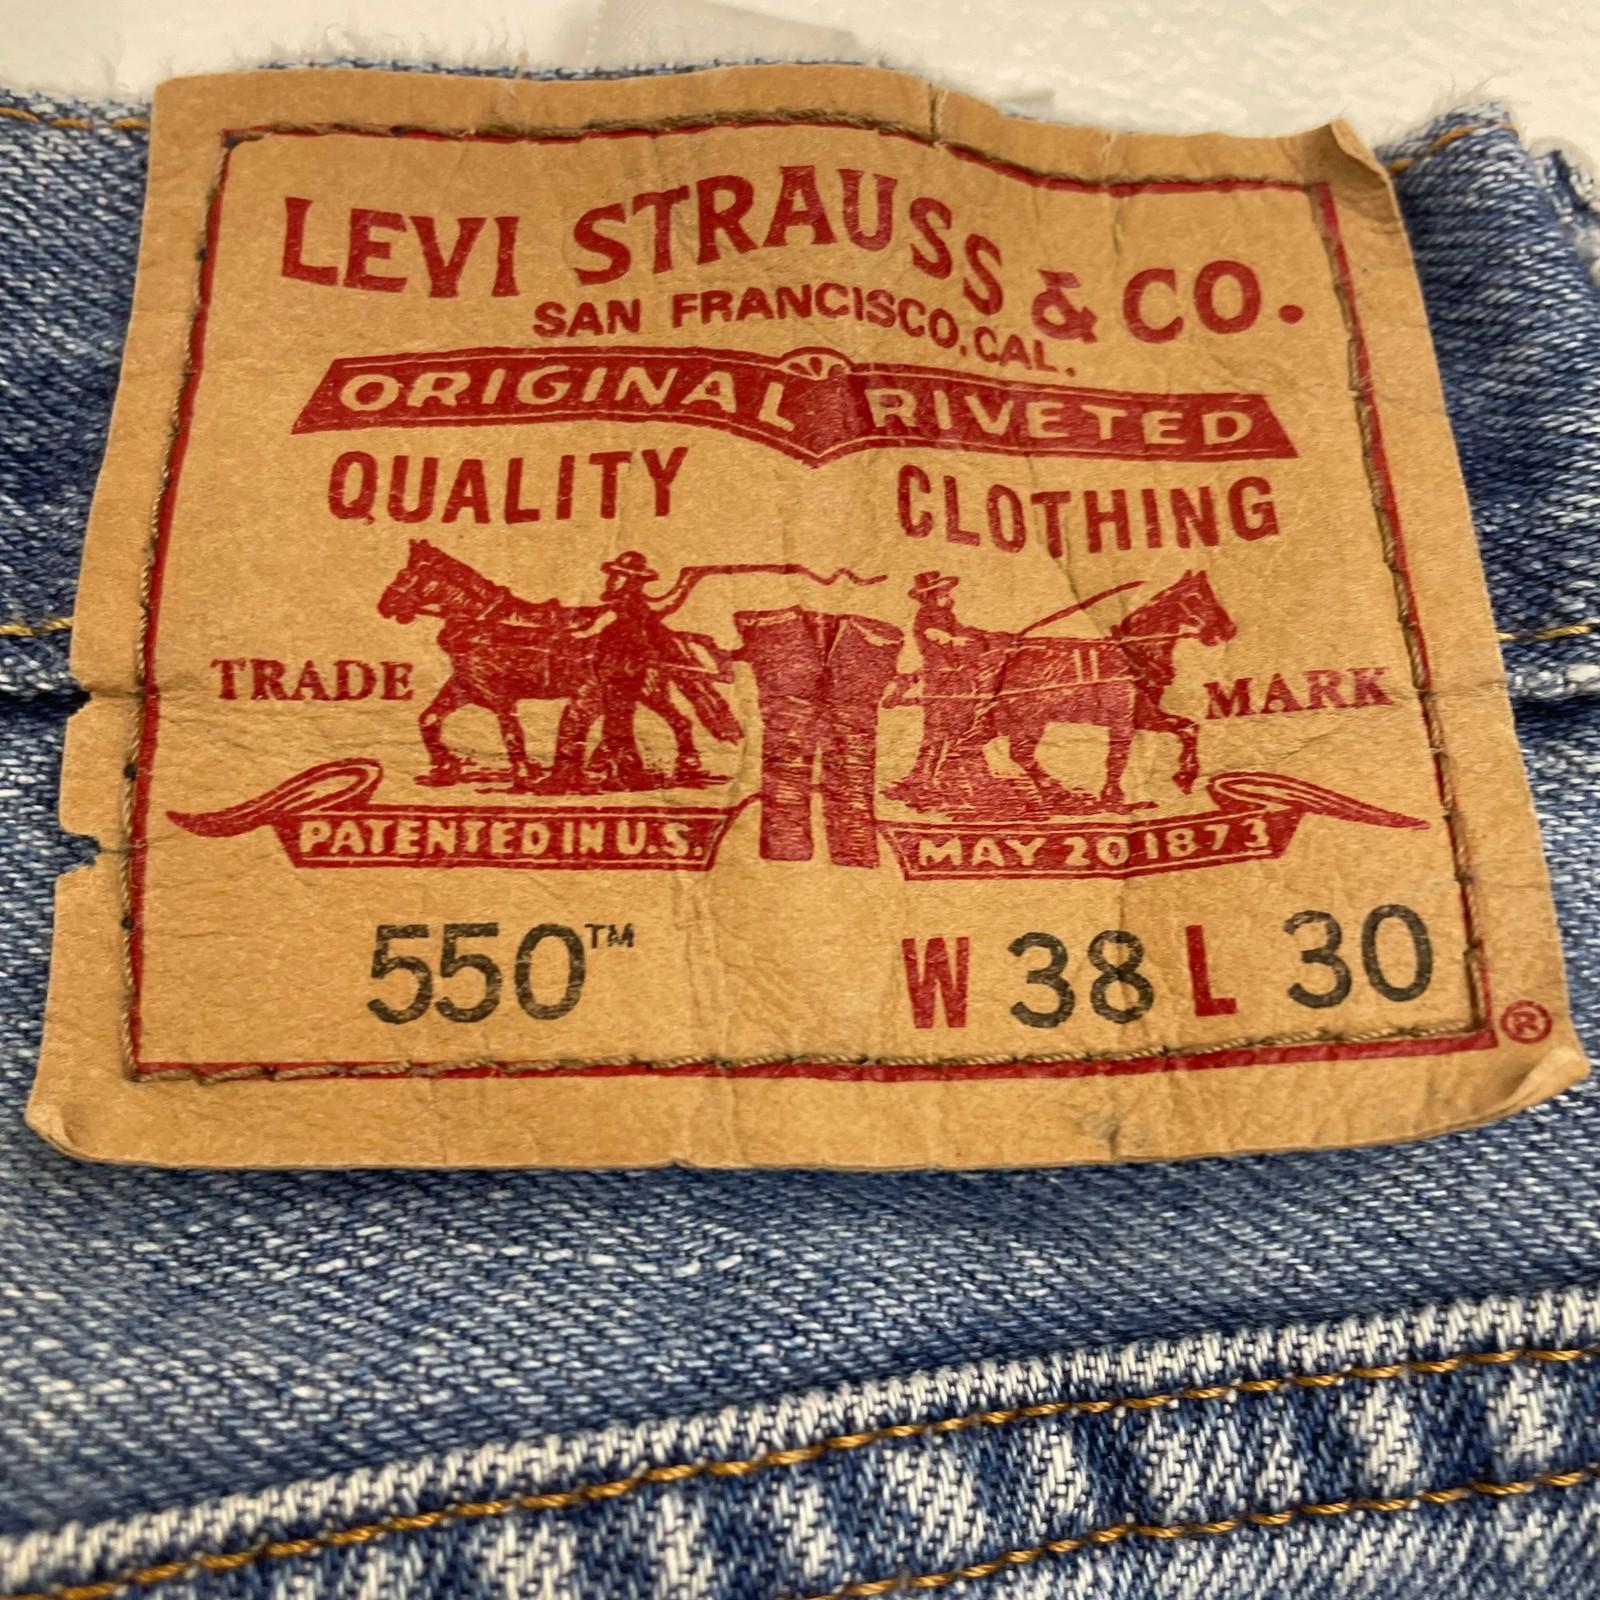 LEVI STRAUSS & CO.
SAN FRANCISCO, CAL.
ORIGINAL RIVETED
QUALITY CLOTHING
TRADE MARK
PATENTED IN U.S. MAY 20 1873
550™ W 38 L 30
®